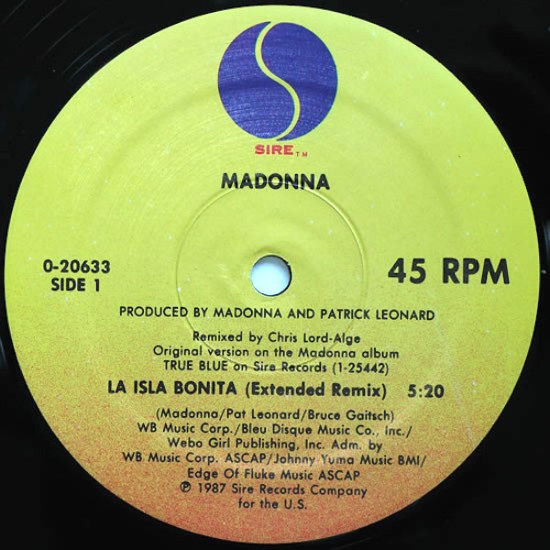 SIRE™
MADONNA
0-20633
SIDE 1
45 RPM
PRODUCED BY MADONNA AND PATRICK LEONARD
Remixed by Chris Lord-Alge
Original version on the Madonna album
TRUE BLUE on Sire Records (1-25442)
LA ISLA BONITA (Extended Remix) 5:20
(Madonna/Pat Leonard/Bruce Gaitsch)
WB Music Corp./Bleu Disque Music Co., Inc./
Webo Girl Publishing, Inc. Adm. by
WB Music Corp. ASCAP/Johnny Yuma Music BMI/
Edge Of Fluke Music ASCAP
℗ 1987 Sire Records Company
for the U.S.